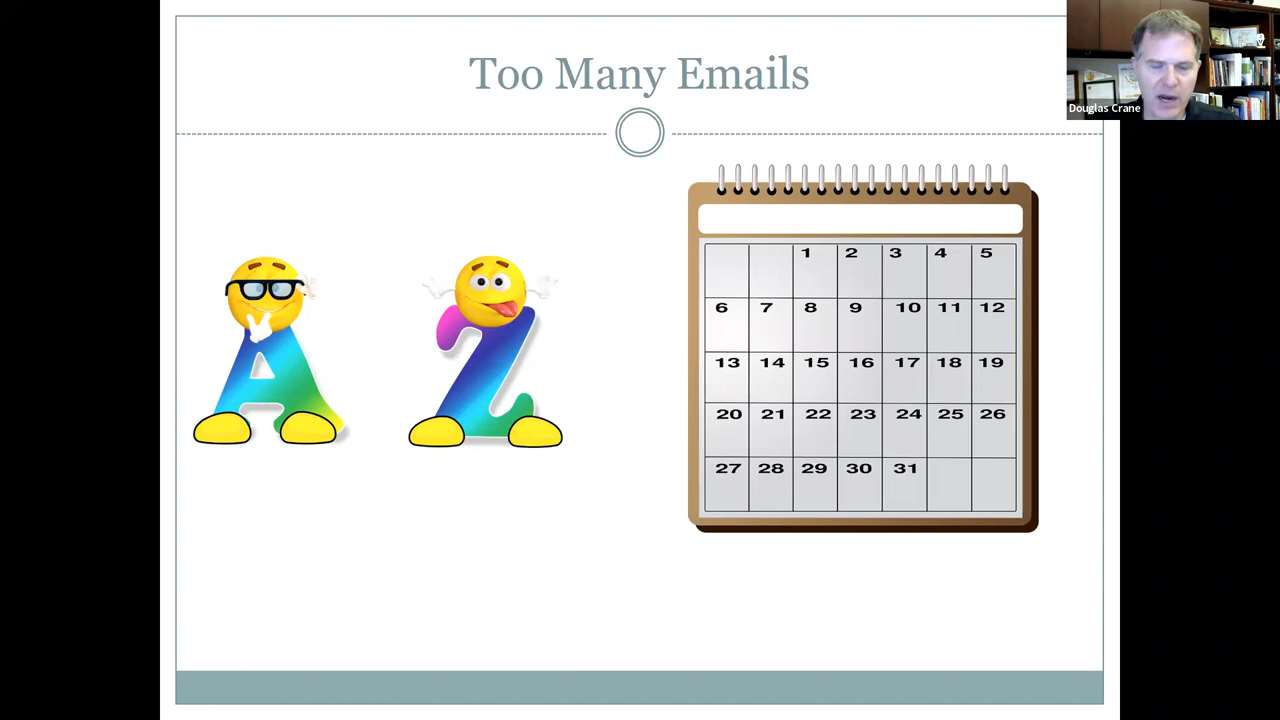 Too Many Emails
Douglas Crane
A Z
1 2 3 4 5
6 7 8 9 10 11 12
13 14 15 16 17 18 19
20 21 22 23 24 25 26
27 28 29 30 31